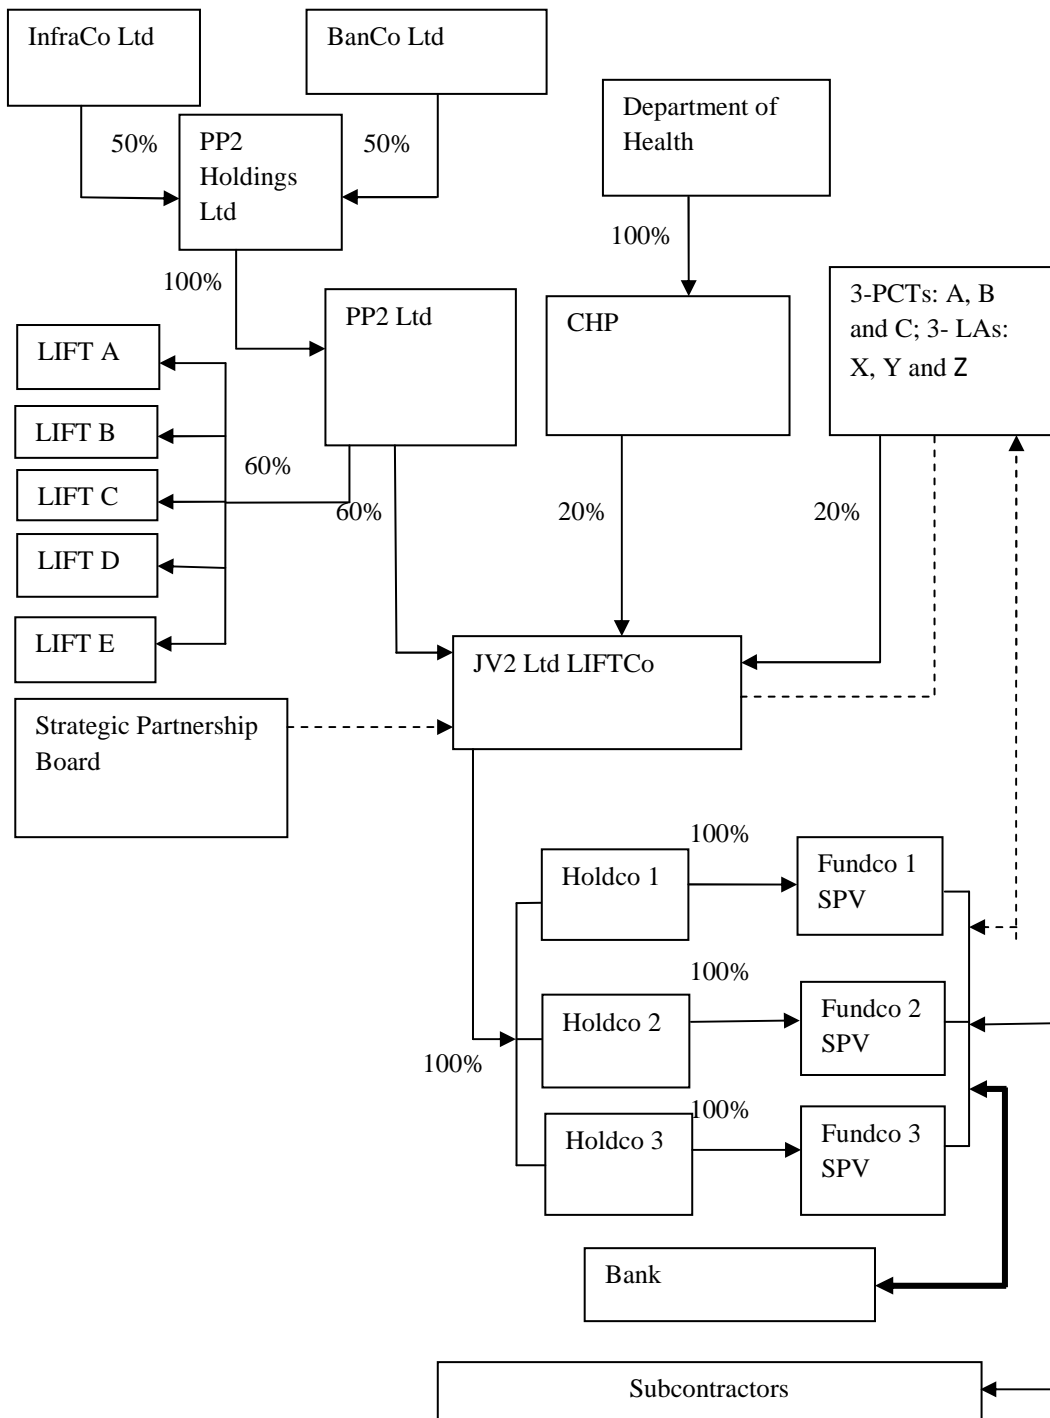 InfraCo Ltd
BanCo Ltd
Department of
Health
50%
PP2
Holdings
Ltd
50%
100%
100%
3-PCTs: A, B
and C; 3- LAs:
X, Y and Z
PP2 Ltd
CHP
LIFT A
LIFT B
LIFT C
LIFT D
LIFT E
60%
60%
20%
20%
JV2 Ltd LIFTCo
Strategic Partnership
Board
100%
Holdco 1
Fundco 1
SPV
100%
Holdco 2
Fundco 2
SPV
100%
100%
Holdco 3
Fundco 3
SPV
Bank
Subcontractors